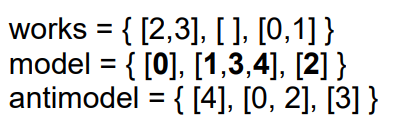 works = { [2,3], [ ], [0,1] }
model = { [0], [1,3,4], [2] }
antimodel = { [4], [0, 2], [3] }